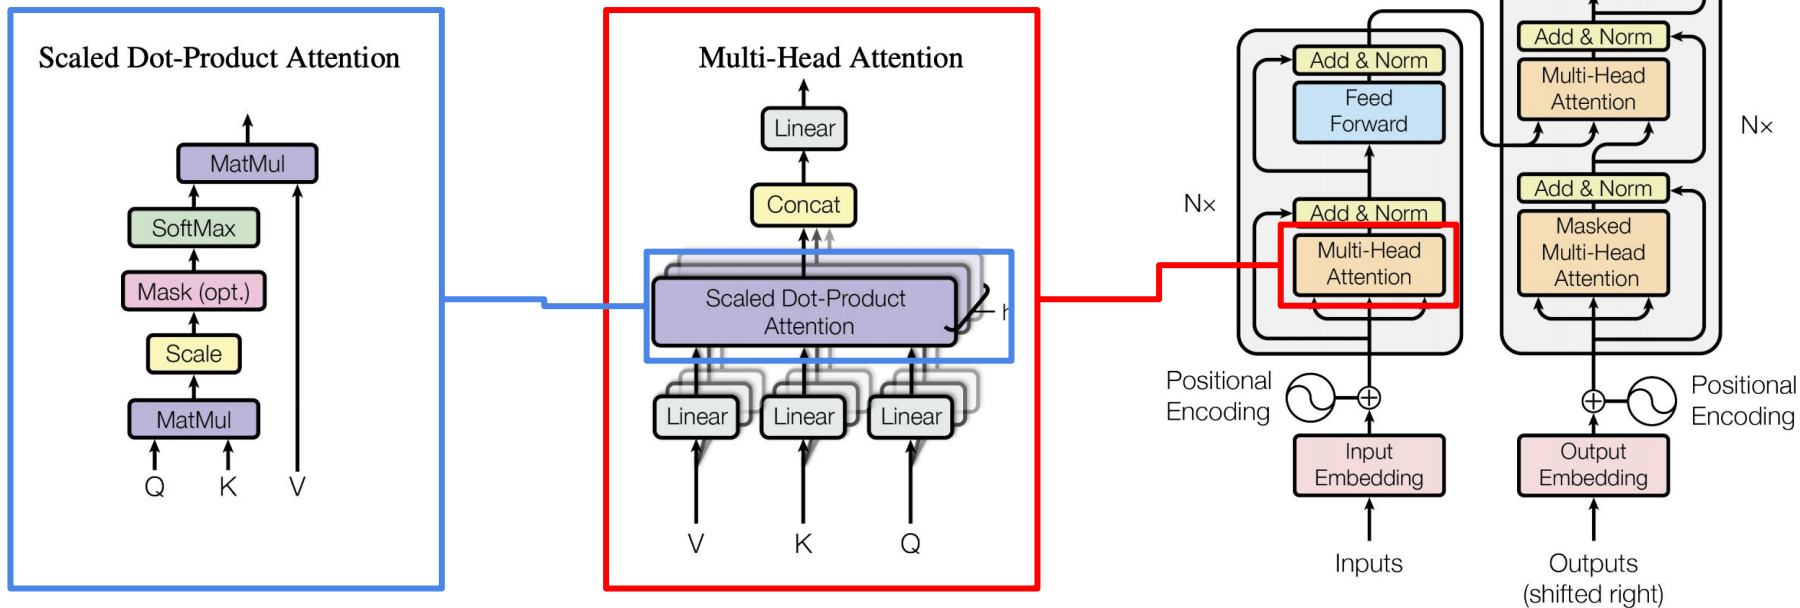 Scaled Dot-Product Attention
MatMul
SoftMax
Mask (opt.)
Scale
MatMul
Q
K
V
Multi-Head Attention
Linear
Concat
Scaled Dot-Product
Attention
Linear
Linear
Linear
V
K
Q
Add & Norm
Feed
Forward
Nx
Add & Norm
Multi-Head
Attention
Positional
Encoding
Input
Embedding
Inputs
Add & Norm
Multi-Head
Attention
Nx
Add & Norm
Masked
Multi-Head
Attention
Positional
Encoding
Output
Embedding
Outputs
(shifted right)